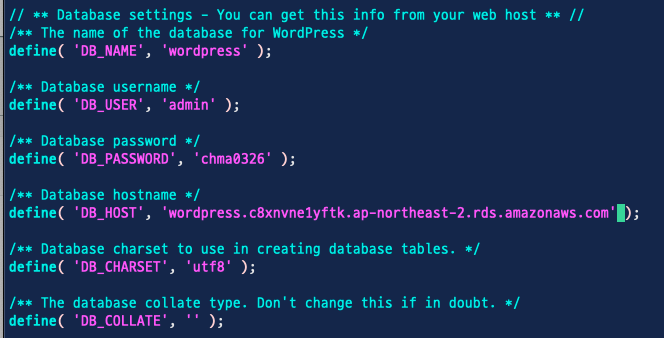 // ** Database settings - You can get this info from your web host ** //
/** The name of the database for WordPress */
define( 'DB_NAME', 'wordpress' );
/** Database username */
define( 'DB_USER', 'admin' );
/** Database password */
define( 'DB_PASSWORD', 'chma0326' );
/** Database hostname */
define( 'DB_HOST', 'wordpress.c8xnvne1yftk.ap-northeast-2.rds.amazonaws.com' );
/** Database charset to use in creating database tables. */
define( 'DB_CHARSET', 'utf8' );
/** The database collate type. Don't change this if in doubt. */
define( 'DB_COLLATE', '' );